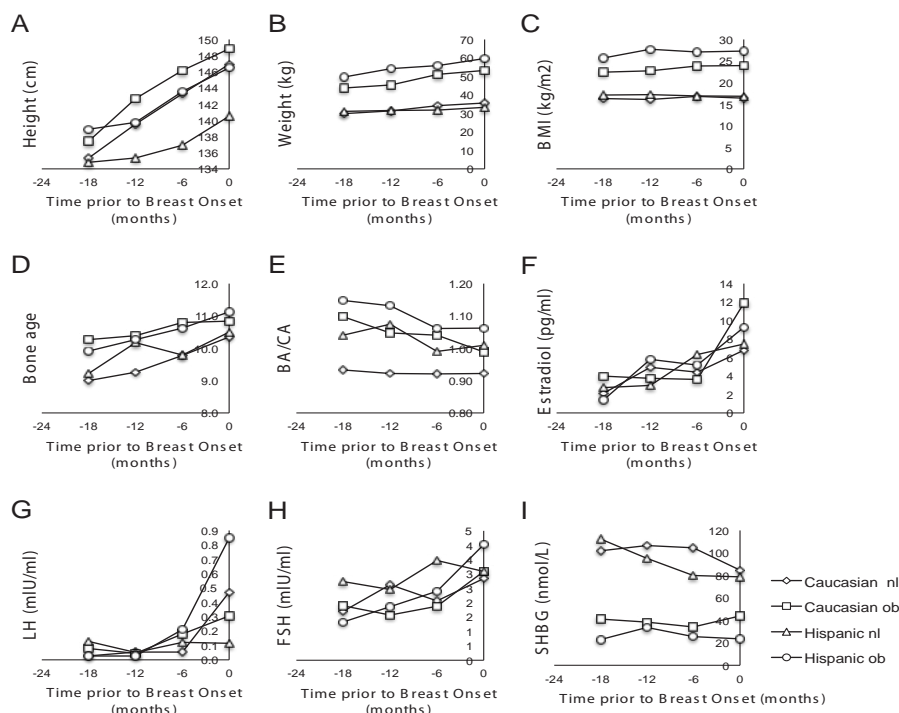 A
Height (cm)
150
148
146
144
142
140
138
136
134
-24 -18 -12 -6 0
Time prior to Breast Onset
(months)
B
Weight (kg)
70
60
50
40
30
20
10
0
-24 -18 -12 -6 0
Time prior to Breast Onset
(months)
C
BMI (kg/m2)
30
25
20
15
10
5
0
-24 -18 -12 -6 0
Time prior to Breast Onset
(months)
D
Bone age
11.0
10.0
9.0
8.0
-24 -18 -12 -6 0
Time prior to Breast Onset
(months)
E
BA/CA
1.20
1.10
1.00
0.90
0.80
-24 -18 -12 -6 0
Time prior to Breast Onset
(months)
F
Estradiol (pg/ml)
14
12
10
8
6
4
2
0
-24 -18 -12 -6 0
Time prior to Breast Onset
(months)
G
LH (mIU/ml)
0.9
0.8
0.7
0.6
0.5
0.4
0.3
0.2
0.1
0.0
-24 -18 -12 -6 0
Time prior to Breast Onset
(months)
H
FSH (mIU/ml)
5
4
4
3
3
2
2
1
1
0
-24 -18 -12 -6 0
Time prior to Breast Onset
(months)
I
SHBG (nmol/L)
120
100
80
60
40
20
0
-24 -18 -12 -6 0
Time prior to Breast Onset (months)
Caucasian nl
Caucasian ob
Hispanic nl
Hispanic ob